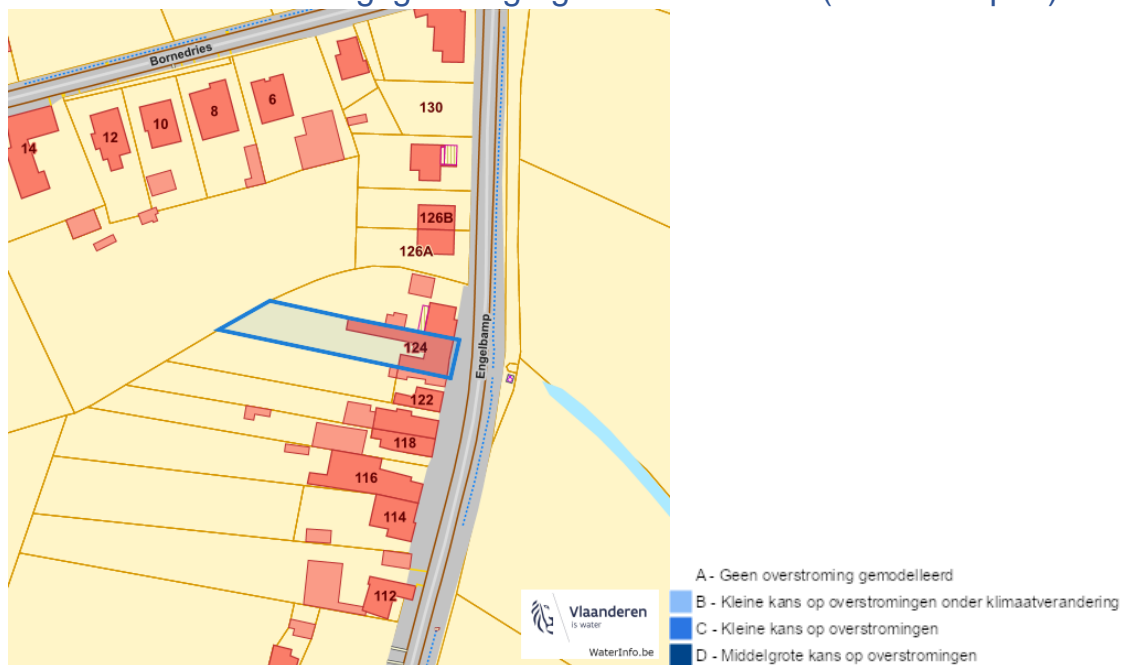 Bornedries
130
6
8
10
12
14
126B
126A
124
Engelbamp
122
118
116
114
112
Vlaanderen
is water
WaterInfo.be
A - Geen overstroming gemodelleerd
B - Kleine kans op overstromingen onder klimaatverandering
C - Kleine kans op overstromingen
D - Middelgrote kans op overstromingen